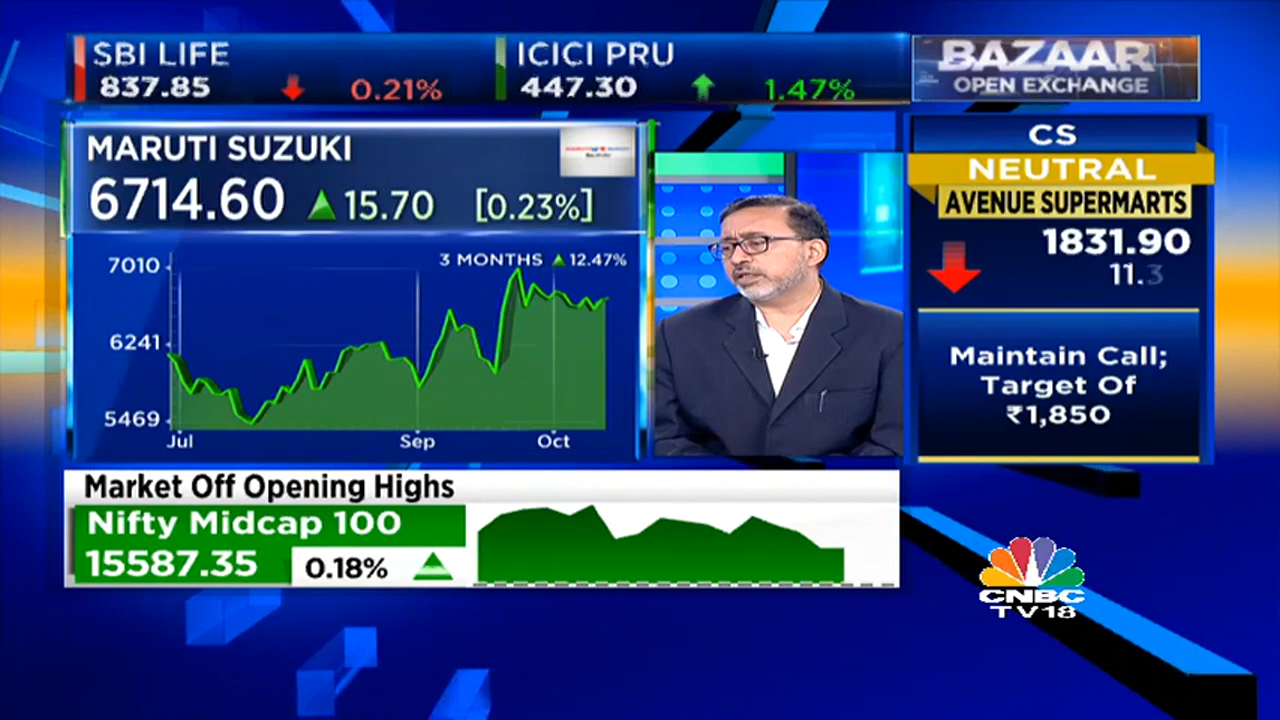 SBI LIFE
837.85 0.21%
ICICI PRU
447.30 1.47%
BAZAAR
OPEN EXCHANGE
MARUTI SUZUKI
6714.60 15.70 [0.23%]
3 MONTHS 12.47%
7010
6241
5469
Jul Sep Oct
CS
NEUTRAL
AVENUE SUPERMARTS
1831.90
11.3
Maintain Call;
Target Of
₹1,850
Market Off Opening Highs
Nifty Midcap 100
15587.35 0.18%
CNBC
TV18